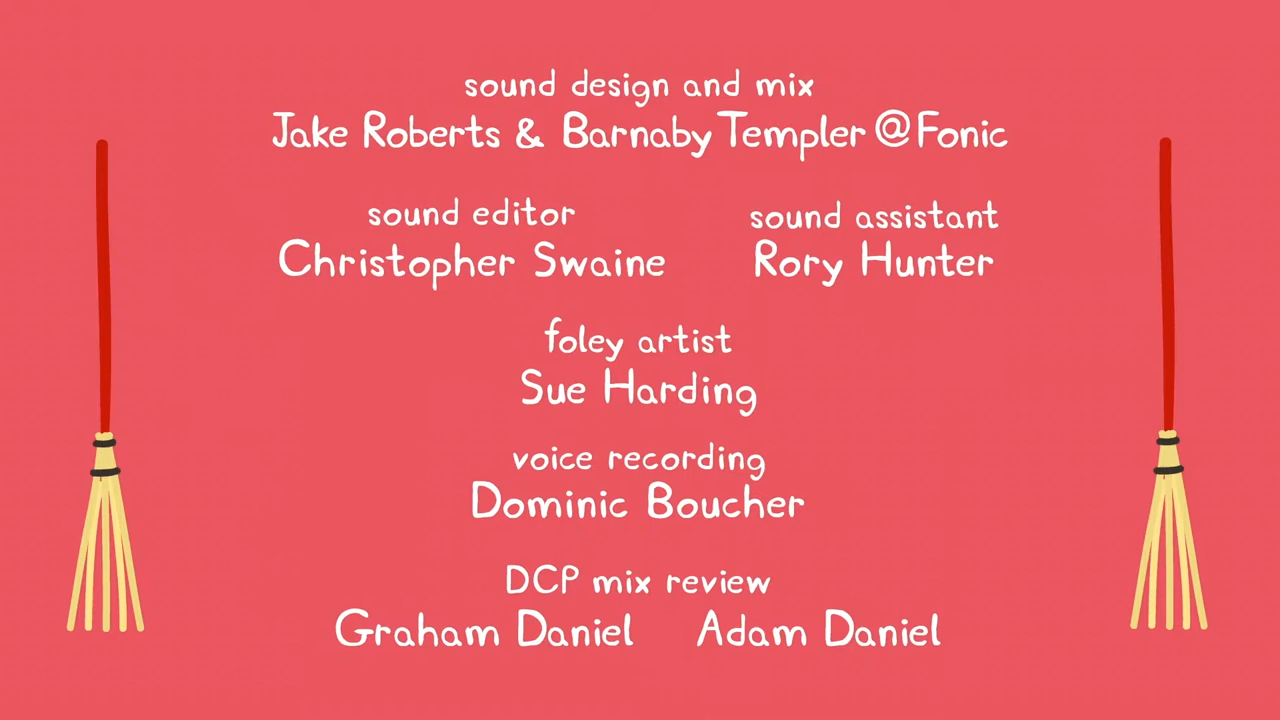 sound design and mix
Jake Roberts & Barnaby Templer @ Fonic
sound editor
Christopher Swaine
sound assistant
Rory Hunter
foley artist
Sue Harding
voice recording
Dominic Boucher
DCP mix review
Graham Daniel Adam Daniel